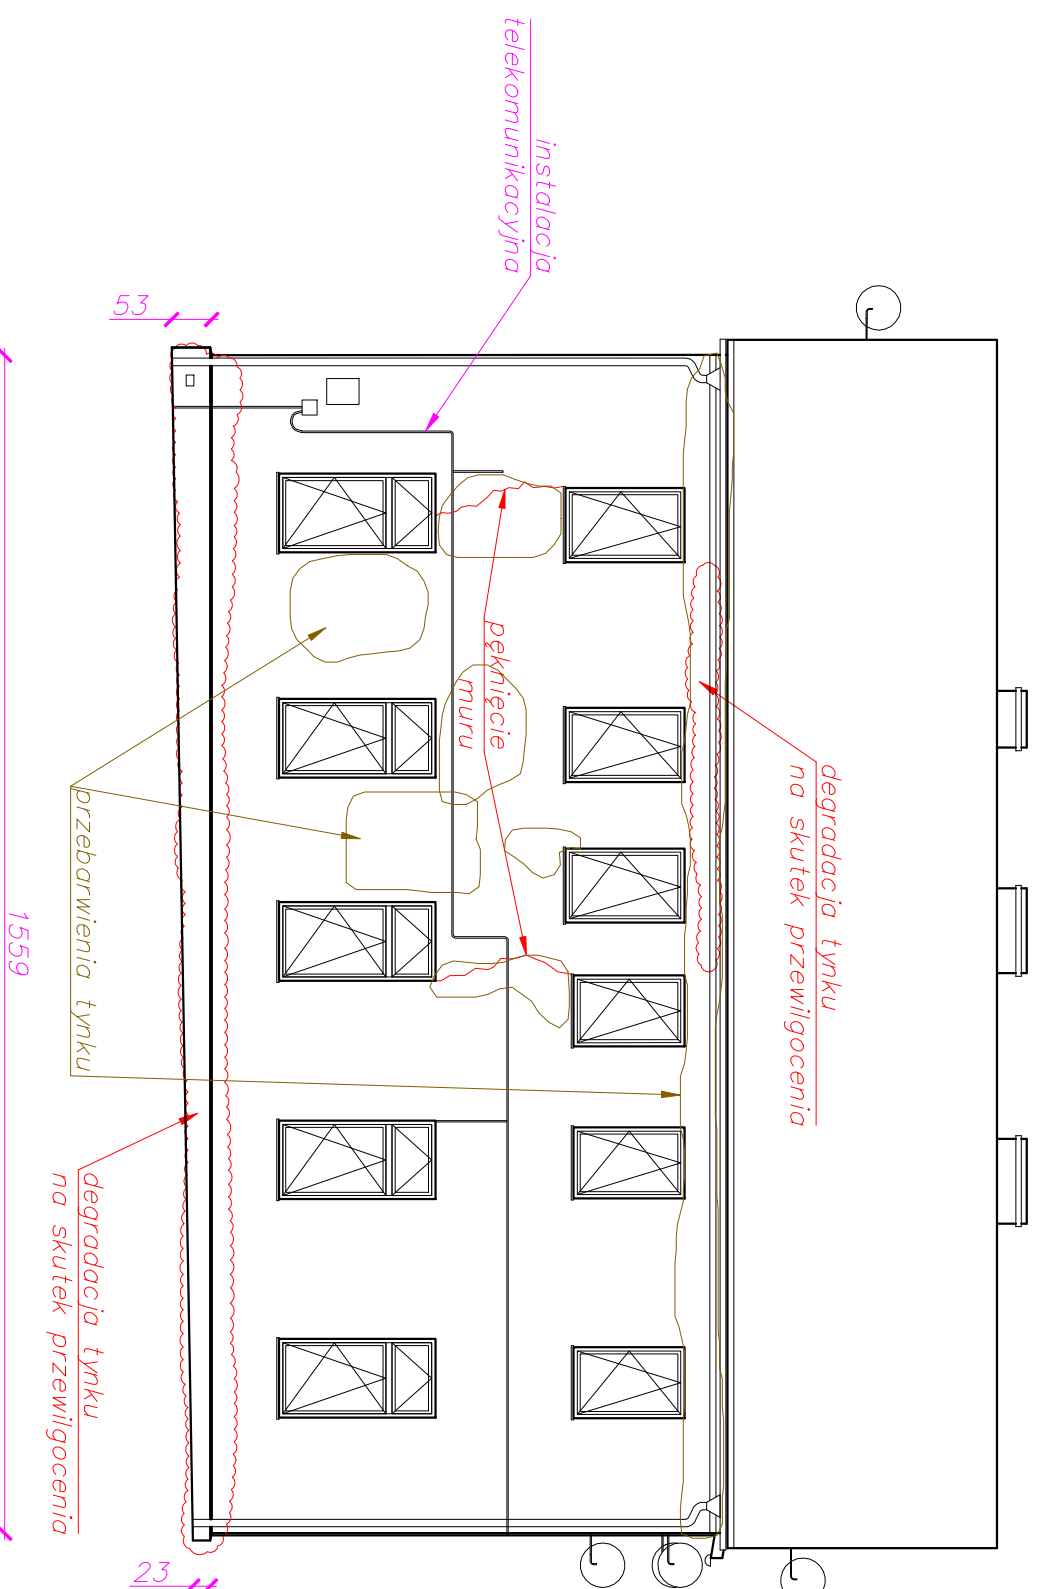 instalacja
telekomunikacyjna
53
degradacja tynku
na skutek przewilgocenia
pęknięcie
muru
przebarwienia tynku
degradacja tynku
na skutek przewilgocenia
1559
23